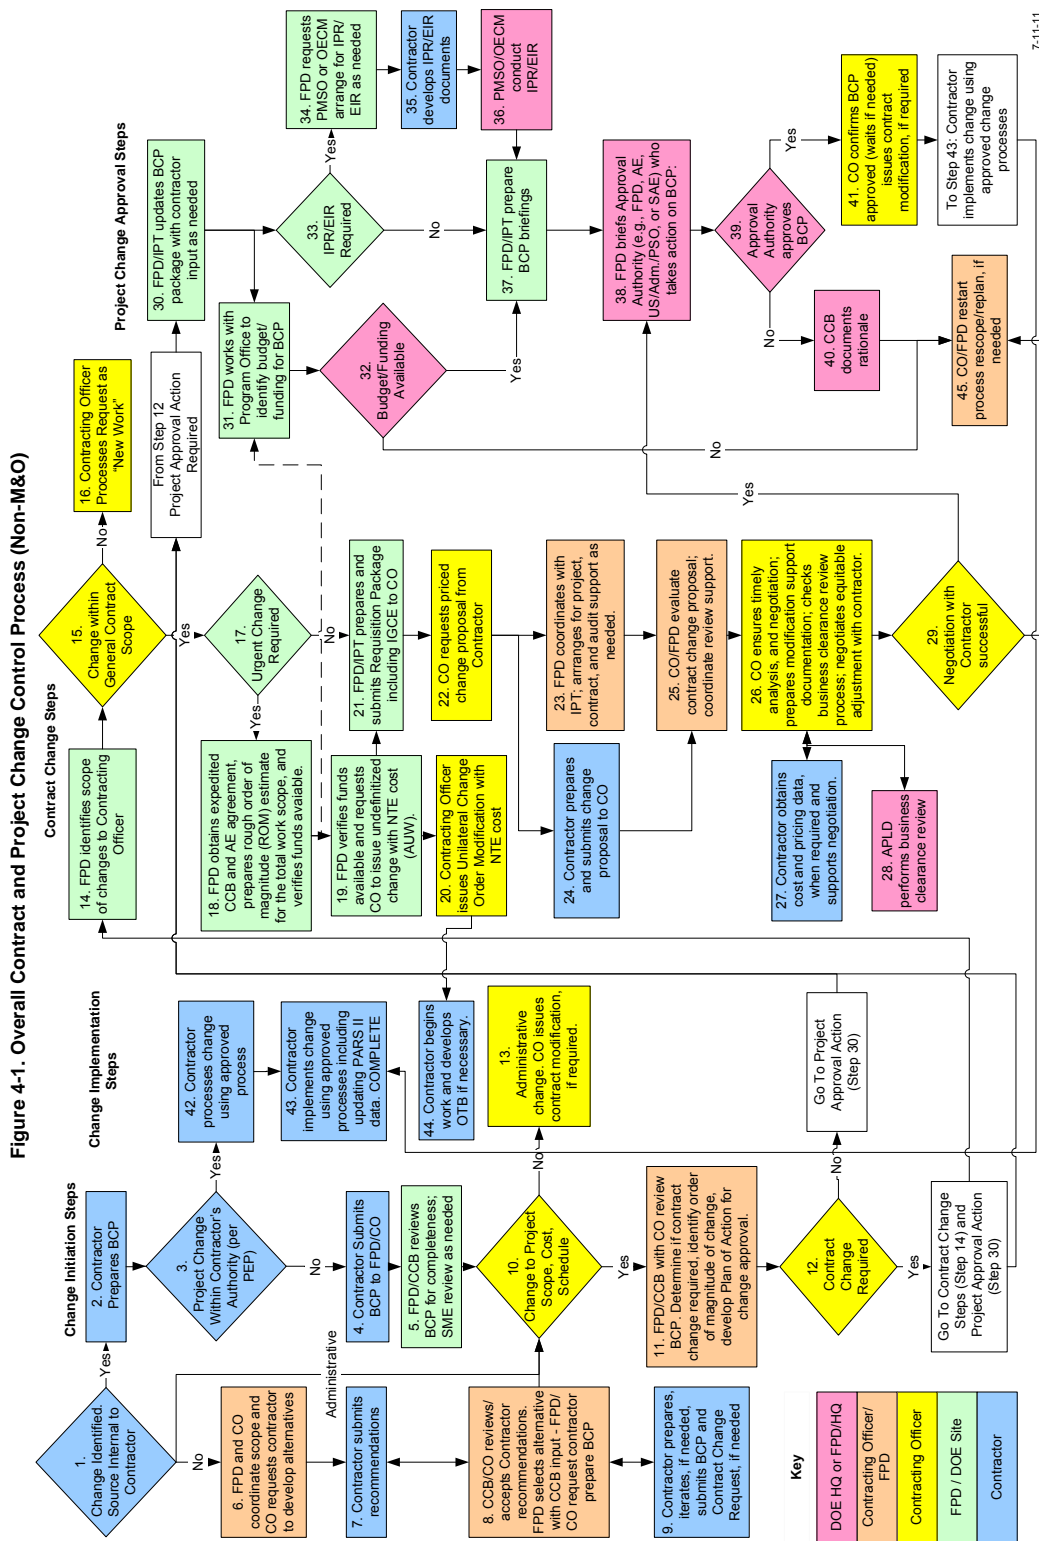 Figure 4-1. Overall Contract and Project Change Control Process (Non-M&O)
Change Initiation Steps
1.
Change Identified.
Source Internal to
Contractor
Yes
No
Administrative
2. Contractor
Prepares BCP
3.
Project Change
Within Contractor's
Authority (per
PEP)
Yes
No
4. Contractor Submits
BCP to FPD/CO
5. FPD/CCB reviews
BCP for completeness;
SME review as needed
6. FPD and CO
coordinate scope and
CO requests contractor
to develop alternatives
7. Contractor submits
recommendations
8. CCB/CO reviews/
accepts Contractor
recommendations.
FPD selects alternative
with CCB input - FPD/
CO request contractor
prepare BCP
9. Contractor prepares,
iterates, if needed,
submits BCP and
Contract Change
Request, if needed
10.
Change to Project
Scope, Cost,
Schedule
No
Yes
11. FPD/CCB with CO review
BCP. Determine if contract
change required, identify order
of magnitude of change,
develop Plan of Action for
change approval.
12.
Contract
Change
Required
No
Yes
Go To Contract Change
Steps (Step 14) and
Project Approval Action
(Step 30)
Go To Project
Approval Action
(Step 30)
Change Implementation
Steps
42. Contractor
processes change
using approved
process
43. Contractor
implements change
using approved
processes including
updating PARS II
data. COMPLETE
44. Contractor begins
work and develops
OTB if necessary.
13.
Administrative
change. CO issues
contract modification,
if required.
Contract Change Steps
14. FPD identifies scope
of changes to Contracting
Officer
15.
Change within
General Contract
Scope
No
Yes
16. Contracting Officer
Processes Request as
“New Work”
17.
Urgent Change
Required
Yes
No
18. FPD obtains expedited
CCB and AE agreement,
prepares rough order of
magnitude (ROM) estimate
for the total work scope, and
verifies funds available.
19. FPD verifies funds
available and requests
CO to issue undefinitized
change with NTE cost
(AUW).
20. Contracting Officer
issues Unilateral Change
Order Modification with
NTE cost
21. FPD/IPT prepares and
submits Requisition Package
including IGCE to CO
22. CO requests priced
change proposal from
Contractor
23. FPD coordinates with
IPT; arrranges for project,
contract, and audit support as
needed.
24. Contractor prepares
and submits change
proposal to CO
25. CO/FPD evaluate
contract change proposal;
coordinate review support.
26. CO ensures timely
analysis, and negotiation;
prepares modification support
documentation; checks
business clearance review
process; negotiates equitable
adjustment with contractor.
27. Contractor obtains
cost and pricing data,
when required and
supports negotiation.
28. APLD
performs business
clearance review
29.
Negotiation with
Contractor
successful
Yes
Project Change Approval Steps
From Step 12
Project Approval Action
Required
30. FPD/IPT updates BCP
package with contractor
input as needed
31. FPD works with
Program Office to
identify budget/
funding for BCP
32.
Budget/Funding
Available
Yes
No
33.
IPR/EIR
Required
Yes
No
34. FPD requests
PMSO or OECM
arrange for IPR/
EIR as needed
35. Contractor
develops IPR/EIR
documents
36. PMSO/OECM
conduct
IPR/EIR
37. FPD/IPT prepare
BCP briefings
38. FPD briefs Approval
Authority (e.g., FPD, AE,
US/Adm./PSO, or SAE) who
takes action on BCP:
39.
Approval
Authority
approves
BCP
Yes
No
40. CCB
documents
rationale
41. CO confirms BCP
approved (waits if needed)
issues contract
modification, if required
To Step 43: Contractor
implements change using
approved change
processes
45. CO/FPD restart
process rescope/replan, if
needed
Key
DOE HQ or FPD/HQ
Contracting Officer/
FPD
Contracting Officer
FPD / DOE Site
Contractor
7-11-11